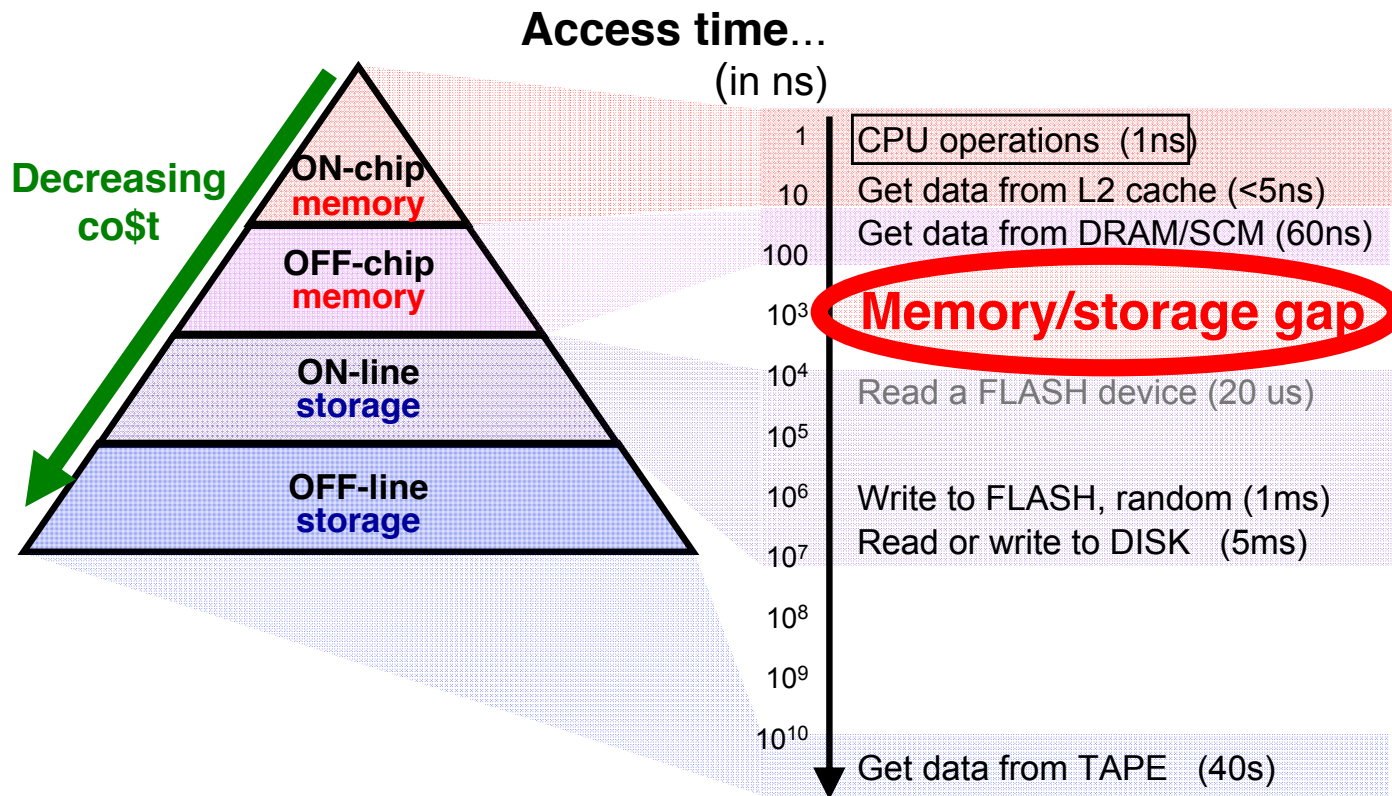 Access time...
(in ns)
Decreasing
co$t
ON-chip
memory
OFF-chip
memory
ON-line
storage
OFF-line
storage
1
CPU operations (1ns)
10
Get data from L2 cache (<5ns)
Get data from DRAM/SCM (60ns)
100
10³
Memory/storage gap
10⁴
Read a FLASH device (20 us)
10⁵
10⁶
Write to FLASH, random (1ms)
Read or write to DISK (5ms)
10⁷
10⁸
10⁹
10¹⁰
Get data from TAPE (40s)